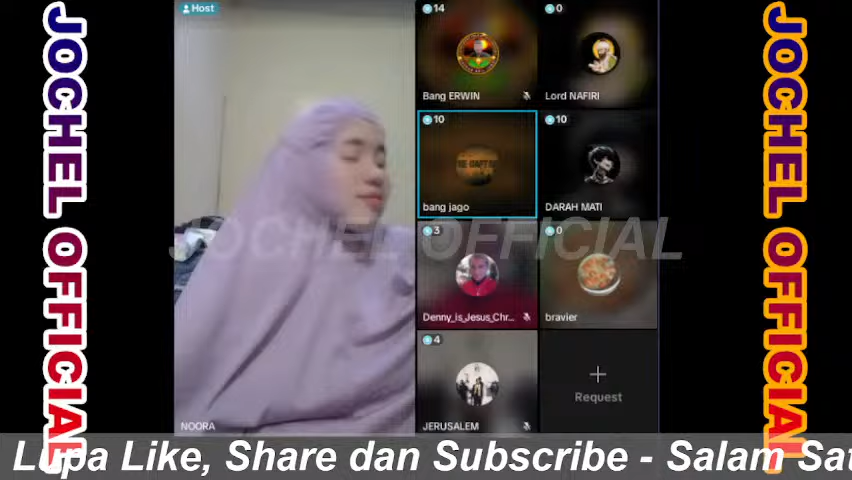 JOCHEL OFFICIAL
Host
NOORA
14
Bang ERWIN
0
Lord NAFIRI
10
bang jago
10
DARAH MATI
3
Denny_is_Jesus_Chr...
0
bravier
4
JERUSALEM
+
Request
JOCHEL OFFICIAL
JOCHEL OFFICIAL
Lupa Like, Share dan Subscribe - Salam Sat